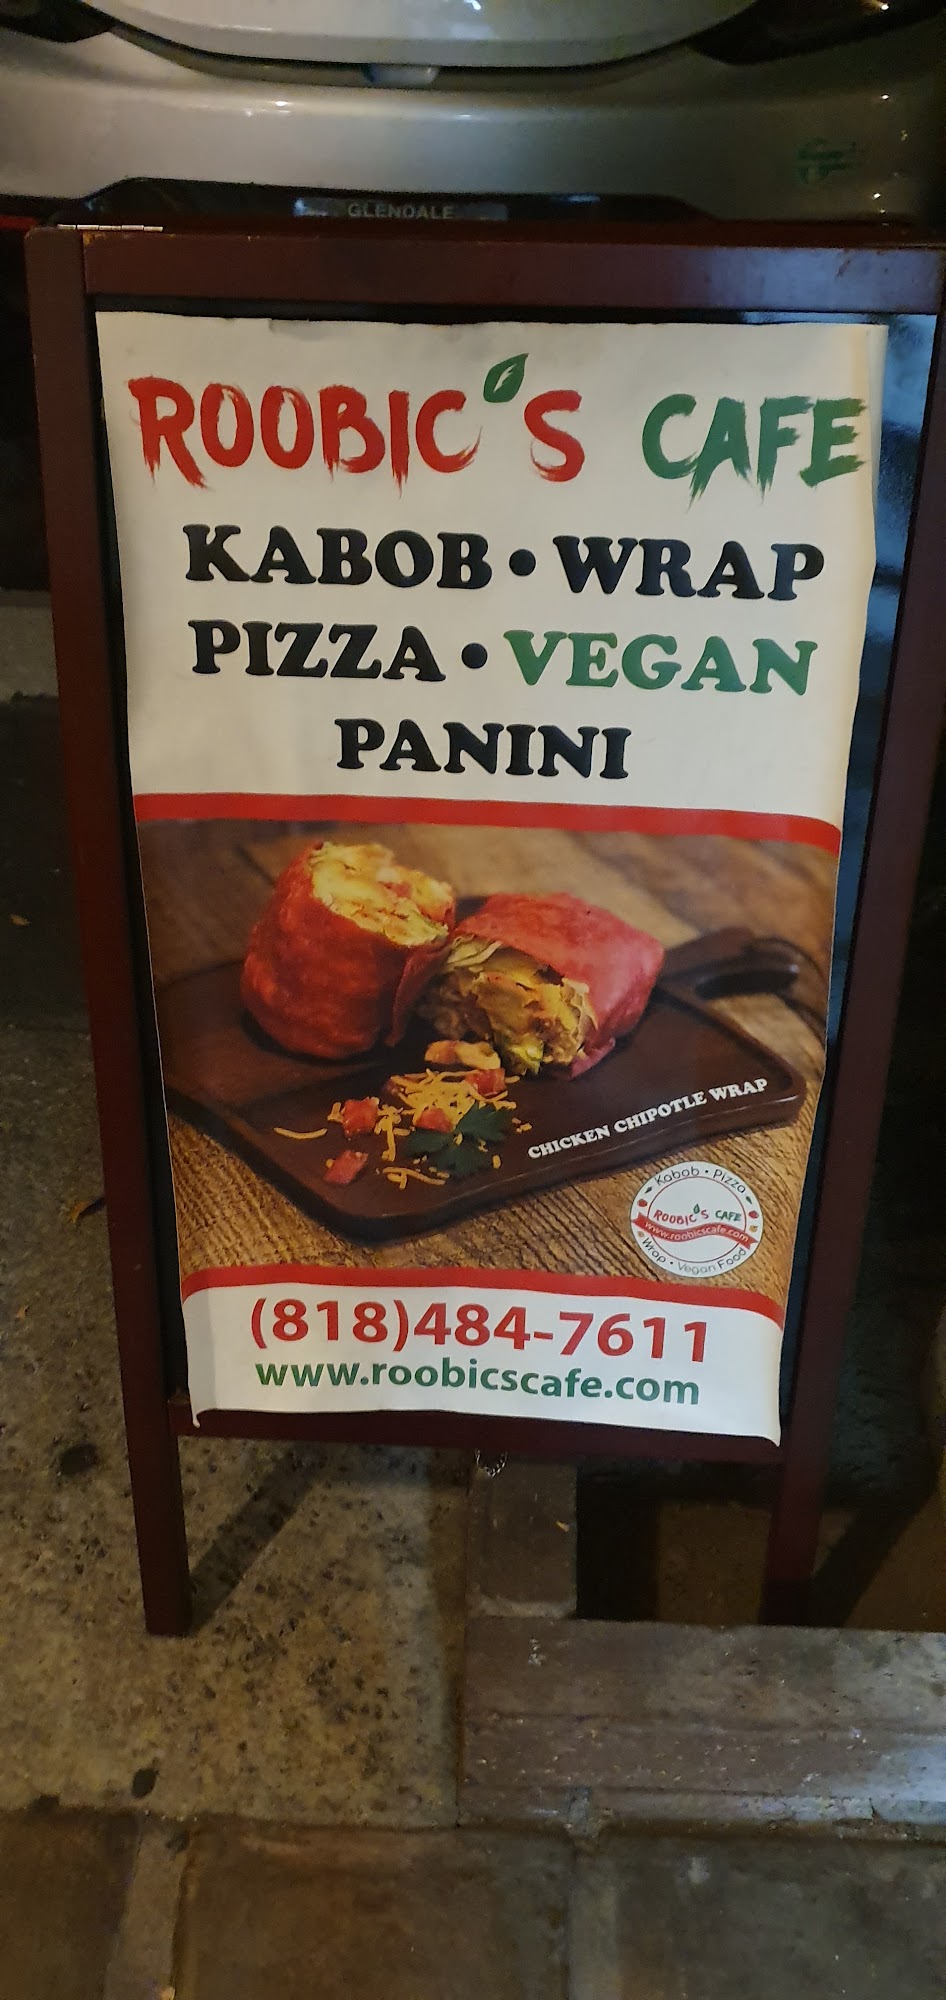 GLENDALE
ROOBIC'S CAFE
KABOB • WRAP
PIZZA • VEGAN
PANINI
CHICKEN CHIPOTLE WRAP
Kabob • Pizza
ROOBIC'S CAFE
www.roobicscafe.com
Wrap • Vegan Food
(818)484-7611
www.roobicscafe.com